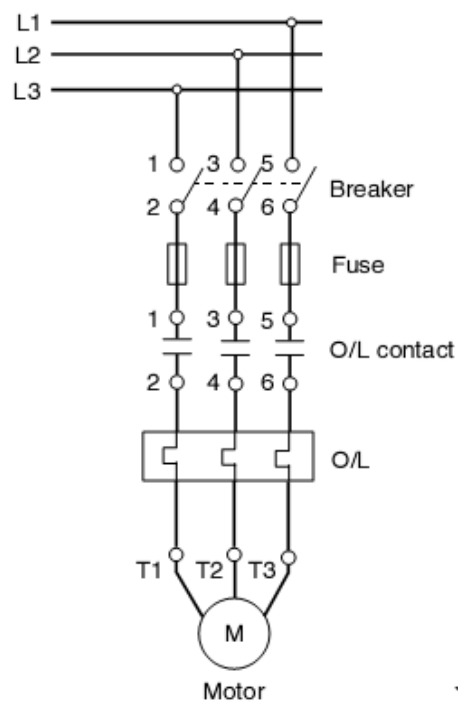 L1
L2
L3
1 3 5
2 4 6 Breaker
Fuse
1 3 5
O/L contact
2 4 6
O/L
T1 T2 T3
M
Motor